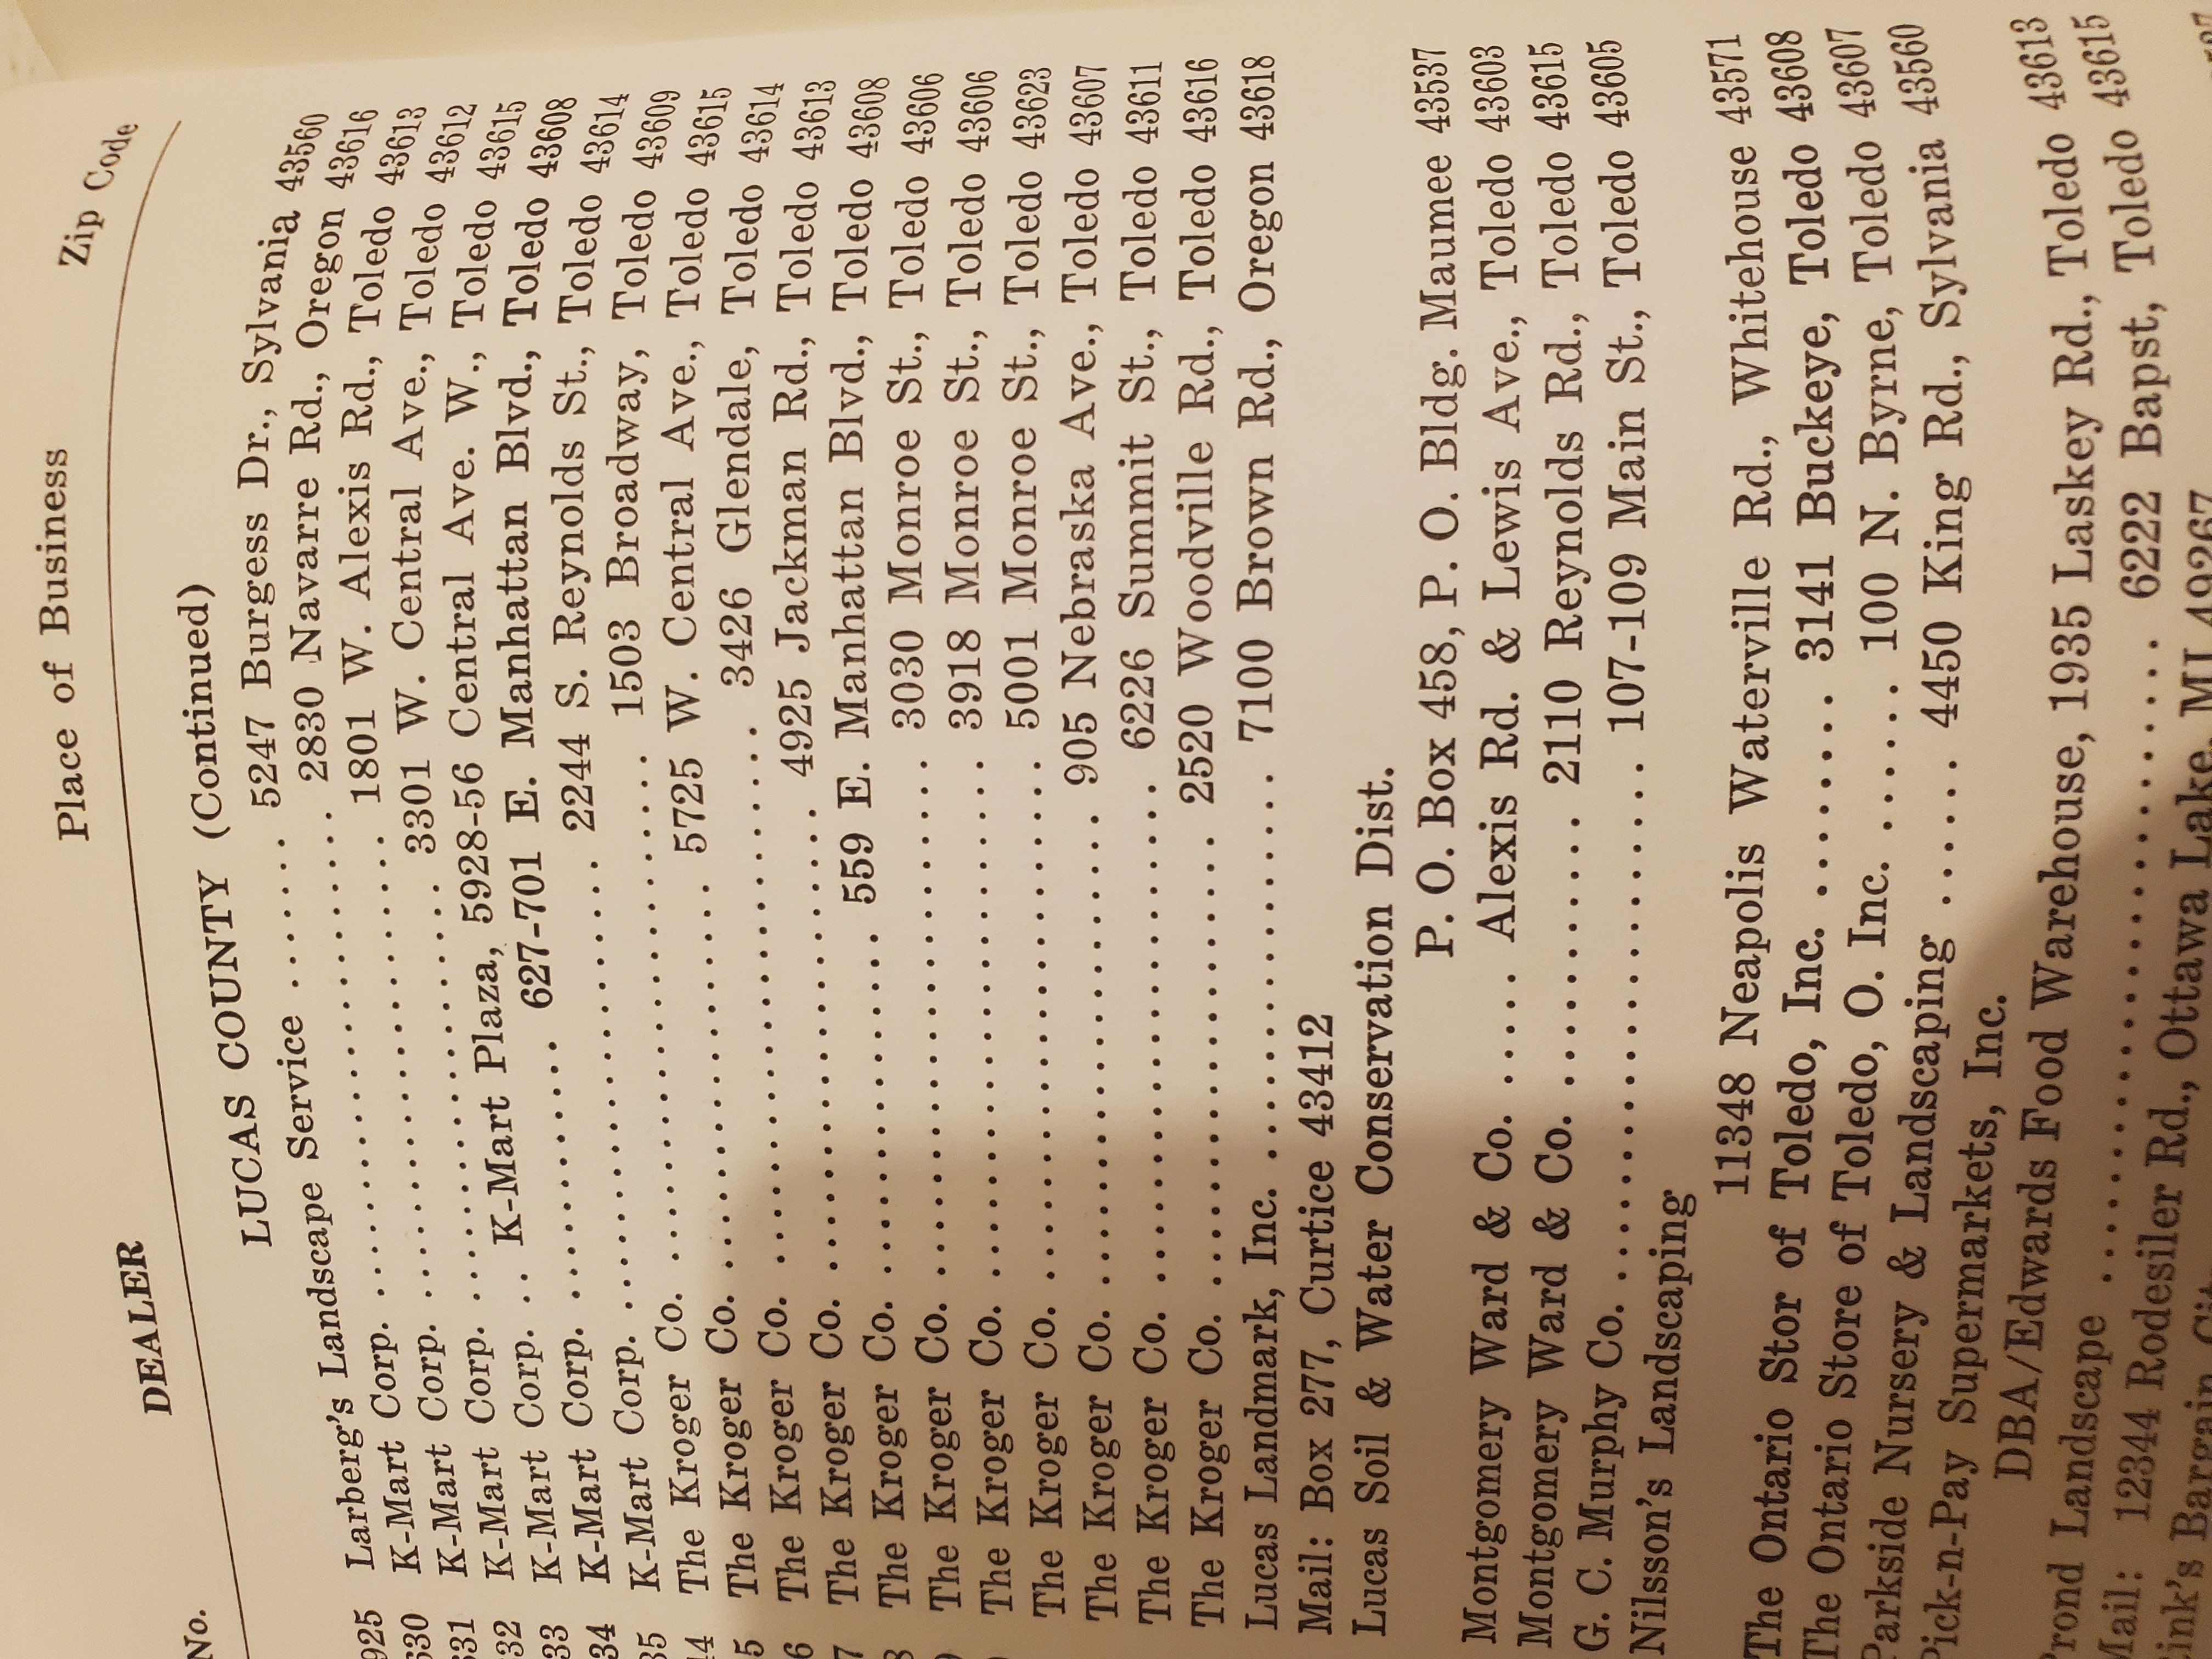 No. DEALER Place of Business Zip Code
LUCAS COUNTY (Continued)
925 Larberg's Landscape Service ...... 5247 Burgess Dr., Sylvania 43560
630 K-Mart Corp. .......... 2830 Navarre Rd., Oregon 43616
631 K-Mart Corp. .......... 1801 W. Alexis Rd., Toledo 43613
32 K-Mart Corp. .......... 3301 W. Central Ave., Toledo 43612
33 K-Mart Corp. .. K-Mart Plaza, 5928-56 Central Ave. W., Toledo 43615
34 K-Mart Corp. .......... 627-701 E. Manhattan Blvd., Toledo 43608
35 K-Mart Corp. .......... 2244 S. Reynolds St., Toledo 43614
44 The Kroger Co. .......... 1503 Broadway, Toledo 43609
5 The Kroger Co. .......... 5725 W. Central Ave., Toledo 43615
6 The Kroger Co. .......... 3426 Glendale, Toledo 43614
7 The Kroger Co. .......... 4925 Jackman Rd., Toledo 43613
The Kroger Co. .......... 559 E. Manhattan Blvd., Toledo 43608
The Kroger Co. .......... 3030 Monroe St., Toledo 43606
The Kroger Co. .......... 3918 Monroe St., Toledo 43606
The Kroger Co. .......... 5001 Monroe St., Toledo 43623
The Kroger Co. .......... 905 Nebraska Ave., Toledo 43607
The Kroger Co. .......... 6226 Summit St., Toledo 43611
The Kroger Co. .......... 2520 Woodville Rd., Toledo 43616
Lucas Landmark, Inc. .......... 7100 Brown Rd., Oregon 43618
Mail: Box 277, Curtice 43412
Lucas Soil & Water Conservation Dist.
P. O. Box 458, P. O. Bldg. Maumee 43537
Montgomery Ward & Co. ..... Alexis Rd. & Lewis Ave., Toledo 43603
Montgomery Ward & Co. .......... 2110 Reynolds Rd., Toledo 43615
G. C. Murphy Co. .......... 107-109 Main St., Toledo 43605
Nilsson's Landscaping
11348 Neapolis Waterville Rd., Whitehouse 43571
The Ontario Stor of Toledo, Inc. ........ 3141 Buckeye, Toledo 43608
The Ontario Store of Toledo, O. Inc. ...... 100 N. Byrne, Toledo 43607
Parkside Nursery & Landscaping ...... 4450 King Rd., Sylvania 43560
Pick-n-Pay Supermarkets, Inc.
DBA/Edwards Food Warehouse, 1935 Laskey Rd., Toledo 43613
Landscape .......... 6222 Bapst, Toledo 43615
Mail: 12344 Rodesiler Rd., Ottawa Lake, MI 49267
Bargain